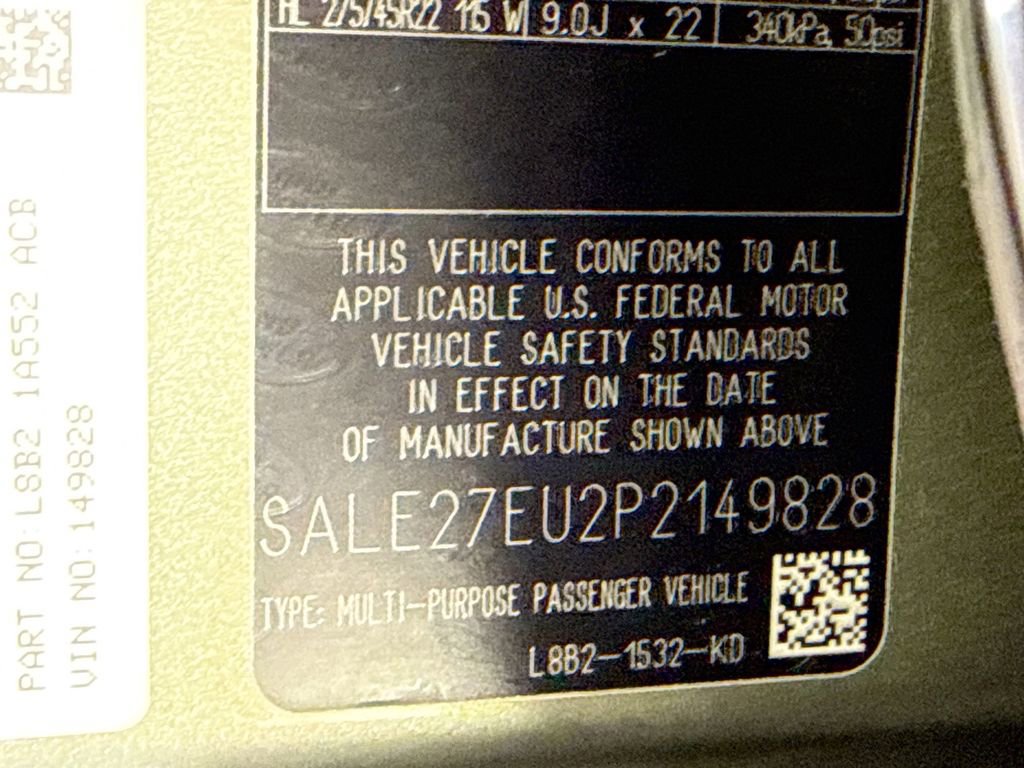 HL 275/45R22 115 W 9.0J x 22 340kPa, 50psi
THIS VEHICLE CONFORMS TO ALL
APPLICABLE U.S. FEDERAL MOTOR
VEHICLE SAFETY STANDARDS
IN EFFECT ON THE DATE
OF MANUFACTURE SHOWN ABOVE
SALE27EU2P2149828
TYPE: MULTI-PURPOSE PASSENGER VEHICLE
L8B2-1532-KD
PART NO:L8B2 1A552 ACB
VIN NO:149828